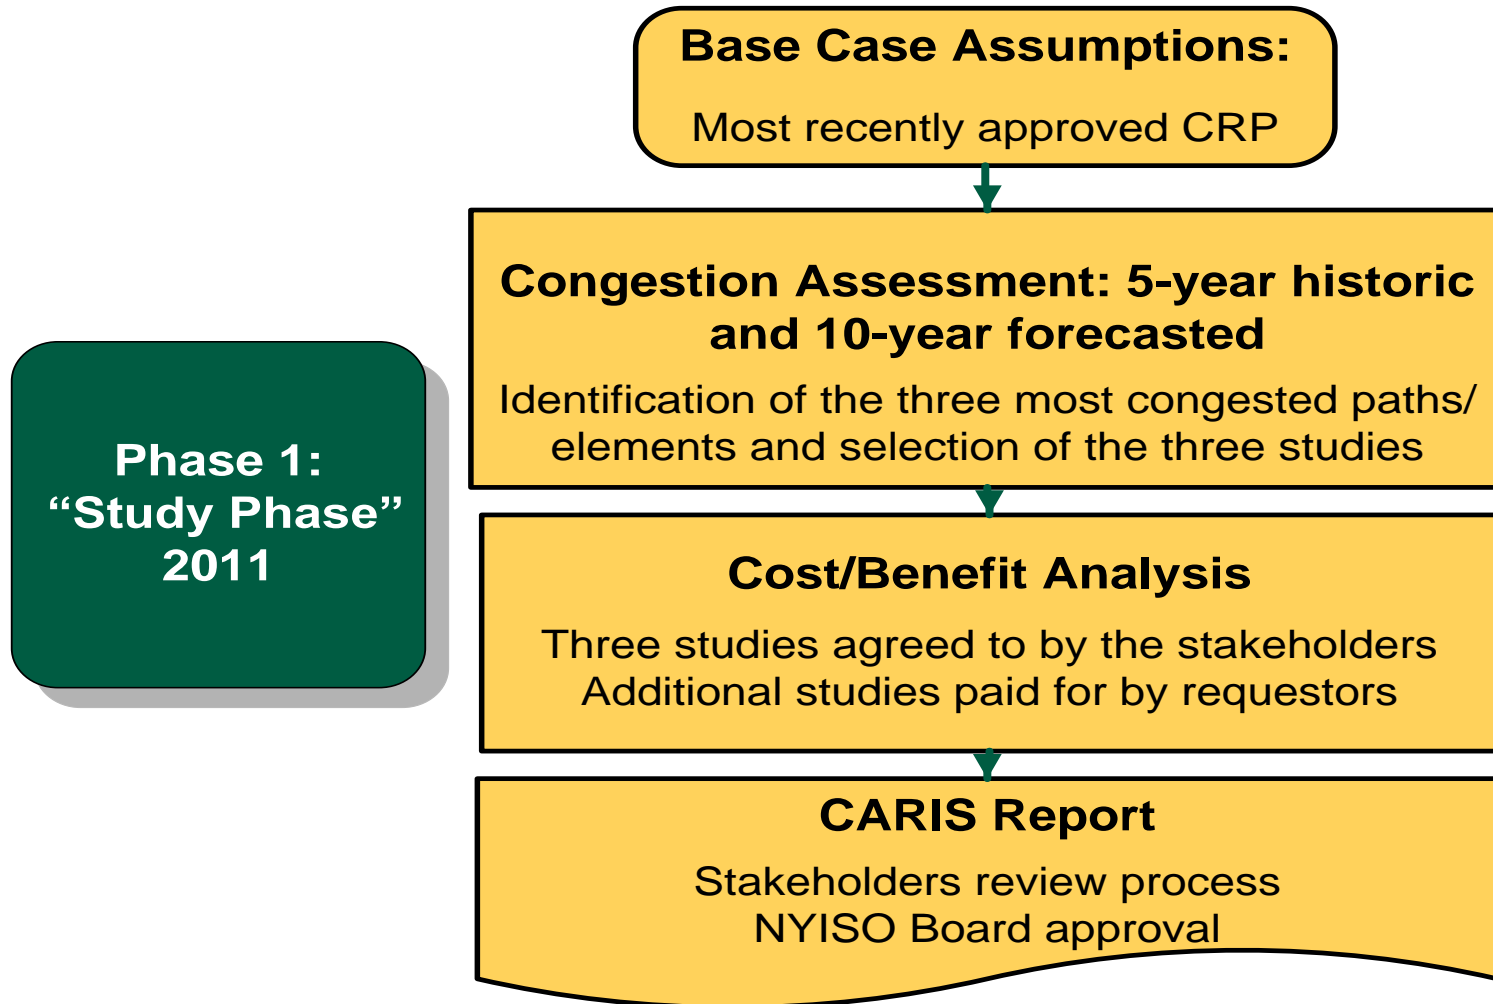 Base Case Assumptions:
Most recently approved CRP
Congestion Assessment: 5-year historic
and 10-year forecasted
Identification of the three most congested paths/
elements and selection of the three studies
Phase 1:
“Study Phase”
2011
Cost/Benefit Analysis
Three studies agreed to by the stakeholders
Additional studies paid for by requestors
CARIS Report
Stakeholders review process
NYISO Board approval